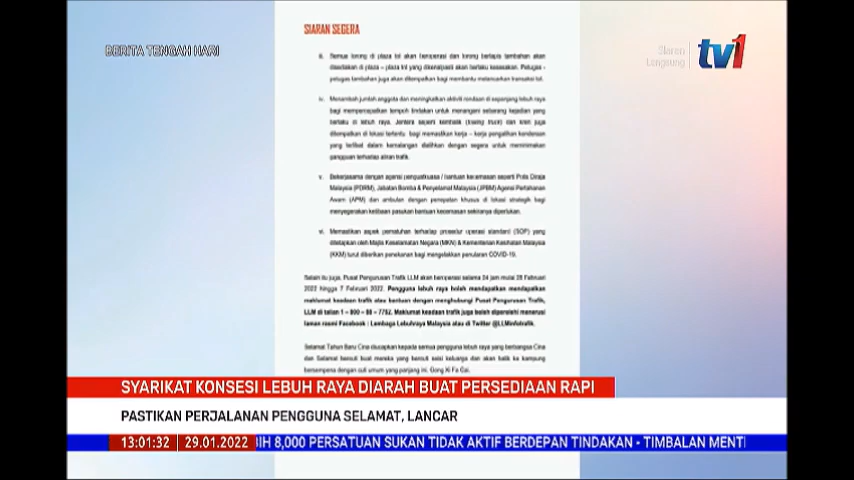 SIARAN SEGERA
BERITA TENGAH HARI
Siaran
Langsung
tv1
iii. Semua lorong di plaza tol akan beroperasi dan lorong berlapis tambahan akan
disediakan di plaza – plaza tol yang dikenalpasti akan berlaku kesesakan. Petugas -
petugas tambahan juga akan ditempatkan bagi membantu melancarkan transaksi tol.
iv. Menambah jumlah anggota dan meningkatkan aktiviti rondaan di sepanjang lebuh raya
bagi mempercepatkan tempoh tindakan untuk menangani sebarang kejadian yang
berlaku di lebuh raya. Jentera seperti kenderaan (towing truck) dan kren juga
ditempatkan di lokasi tertentu bagi memastikan kerja – kerja pengalihan kenderaan
yang terlibat dalam kemalangan dialihkan dengan segera untuk meminimakan
gangguan terhadap aliran trafik.
v. Bekerjasama dengan agensi penguatkuasa / bantuan kecemasan seperti Polis Diraja
Malaysia (PDRM), Jabatan Bomba & Penyelamat Malaysia (JPBM) Agensi Pertahanan
Awam (APM) dan ambulan dengan penempatan khusus di lokasi strategik bagi
menyegerakan ketibaan pasukan bantuan kecemasan sekiranya diperlukan.
vi. Memastikan aspek pematuhan terhadap prosedur operasi standard (SOP) yang
ditetapkan oleh Majlis Keselamatan Negara (MKN) & Kementerian Kesihatan Malaysia
(KKM) turut diberikan penekanan bagi mengelakkan penularan COVID-19.
Selain itu juga, Pusat Pengurusan Trafik LLM akan beroperasi selama 24 jam mulai 28 Februari
2022 hingga 7 Februari 2022. Pengguna lebuh raya boleh mendapatkan mendapatkan
maklumat keadaan trafik atau bantuan dengan menghubungi Pusat Pengurusan Trafik,
LLM di talian 1 – 800 – 88 – 7752. Maklumat keadaan trafik juga boleh diperolehi menerusi
laman rasmi Facebook : Lembaga Lebuhraya Malaysia atau di Twitter @LLMinfotrafik.
Selamat Tahun Baru Cina diucapkan kepada semua pengguna lebuh raya yang berbangsa Cina
dan Selamat bercuti buat mereka yang bercuti seisi keluarga dan akan balik ke kampung
bersempena dengan cuti umum yang panjang ini. Gong Xi Fa Cai.
SYARIKAT KONSESI LEBUH RAYA DIARAH BUAT PERSEDIAAN RAPI
PASTIKAN PERJALANAN PENGGUNA SELAMAT, LANCAR
13:01:32 29.01.2022 BIH 8,000 PERSATUAN SUKAN TIDAK AKTIF BERDEPAN TINDAKAN - TIMBALAN MENT